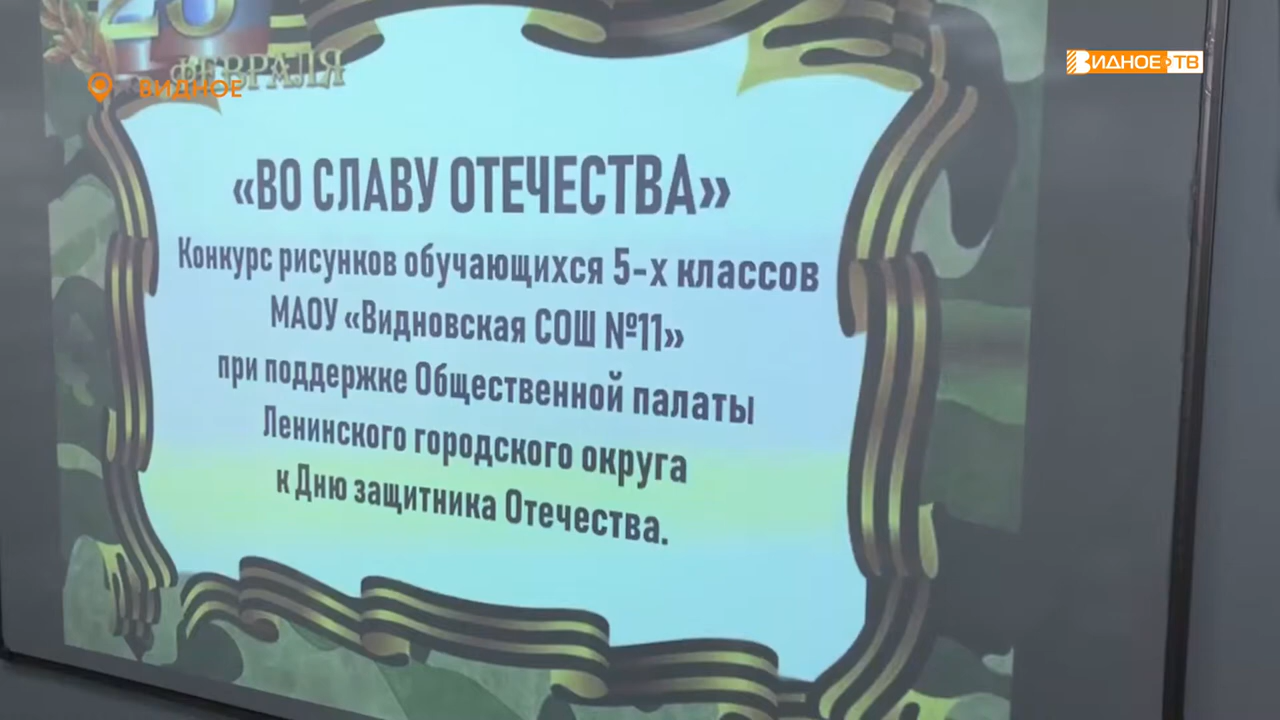 23
ФЕВРАЛЯ
ВИДНОЕ
ВИДНОЕ ТВ
«ВО СЛАВУ ОТЕЧЕСТВА»
Конкурс рисунков обучающихся 5-х классов
МАОУ «Видновская СОШ №11»
при поддержке Общественной палаты
Ленинского городского округа
к Дню защитника Отечества.